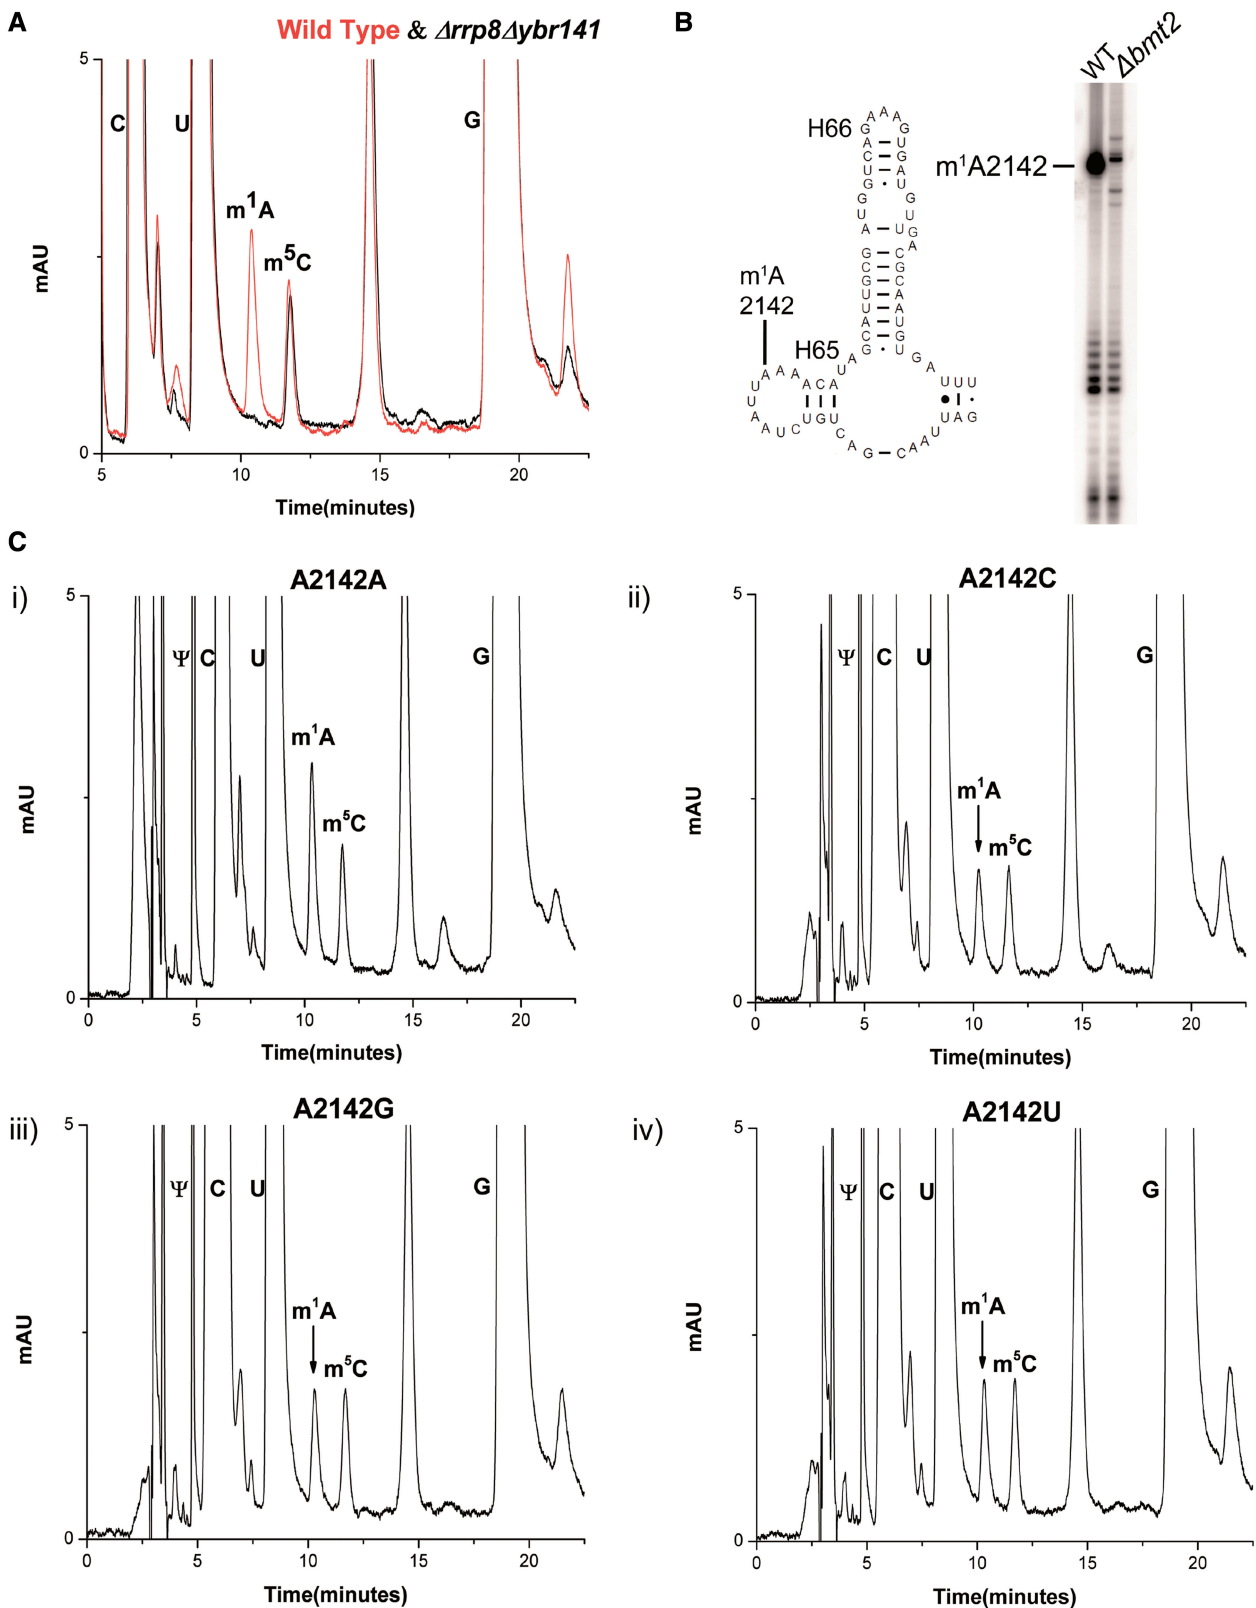 A
Wild Type & Δrrp8Δybr141
5
0
mAU
C
U
m1A
m5C
G
5
10
15
20
Time(minutes)
B
WT
Δbmt2
H66
m1A2142
m1A
2142
H65
C
i)
A2142A
5
0
mAU
Ψ
C
U
m1A
m5C
G
0
5
10
15
20
Time(minutes)
ii)
A2142C
5
0
mAU
Ψ
C
U
m1A
m5C
G
0
5
10
15
20
Time(minutes)
iii)
A2142G
5
0
mAU
Ψ
C
U
m1A
m5C
G
0
5
10
15
20
Time(minutes)
iv)
A2142U
5
0
mAU
Ψ
C
U
m1A
m5C
G
0
5
10
15
20
Time(minutes)